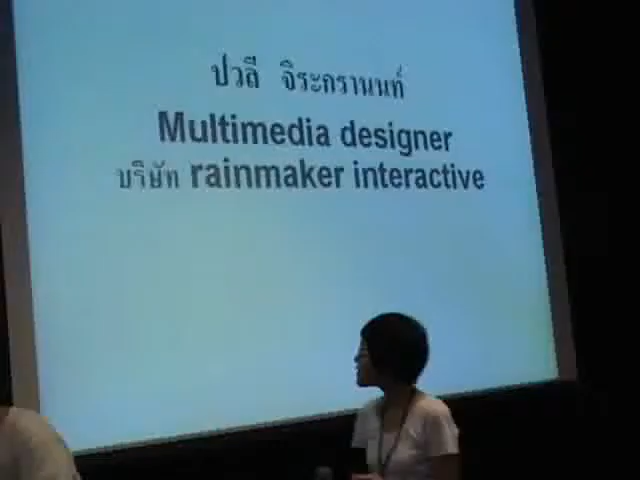 ปวลี จิระกรานนท์
Multimedia designer
บริษัท rainmaker interactive